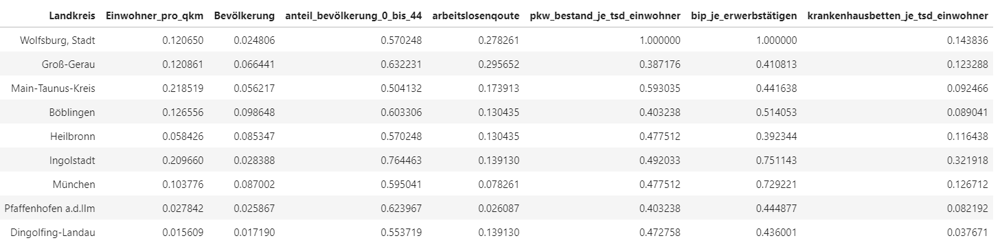 Landkreis Einwohner_pro_qkm Bevölkerung anteil_bevölkerung_0_bis_44 arbeitslosenqoute pkw_bestand_je_tsd_einwohner bip_je_erwerbstätigen krankenhausbetten_je_tsd_einwohner
Wolfsburg, Stadt 0.120650 0.024806 0.570248 0.278261 1.000000 1.000000 0.143836
Groß-Gerau 0.120861 0.066441 0.632231 0.295652 0.387176 0.410813 0.123288
Main-Taunus-Kreis 0.218519 0.056217 0.504132 0.173913 0.593035 0.441638 0.092466
Böblingen 0.126556 0.098648 0.603306 0.130435 0.403238 0.514053 0.089041
Heilbronn 0.058426 0.085347 0.570248 0.130435 0.477512 0.392344 0.116438
Ingolstadt 0.209660 0.028388 0.764463 0.139130 0.492033 0.751143 0.321918
München 0.103776 0.087002 0.595041 0.078261 0.477512 0.729221 0.126712
Pfaffenhofen a.d.Ilm 0.027842 0.025867 0.623967 0.026087 0.403238 0.444877 0.082192
Dingolfing-Landau 0.015609 0.017190 0.553719 0.139130 0.472758 0.436001 0.037671